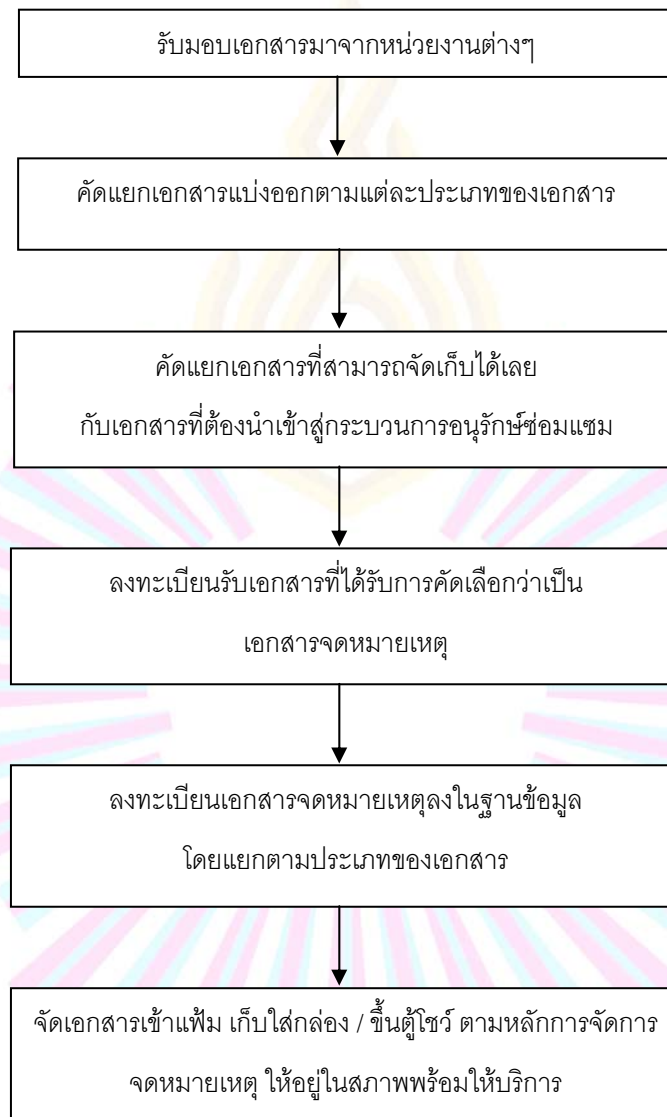 รับมอบเอกสารมาจากหน่วยงานต่างๆ
คัดแยกเอกสารแบ่งออกตามแต่ละประเภทของเอกสาร
คัดแยกเอกสารที่สามารถจัดเก็บได้เลย
กับเอกสารที่ต้องนำเข้าสู่กระบวนการอนุรักษ์ซ่อมแซม
ลงทะเบียนรับเอกสารที่ได้รับการคัดเลือกว่าเป็น
เอกสารจดหมายเหตุ
ลงทะเบียนเอกสารจดหมายเหตุลงในฐานข้อมูล
โดยแยกตามประเภทของเอกสาร
จัดเอกสารเข้าแฟ้ม เก็บใส่กล่อง / ขึ้นตู้โชว์ ตามหลักการจัดการ
จดหมายเหตุ ให้อยู่ในสภาพพร้อมให้บริการ